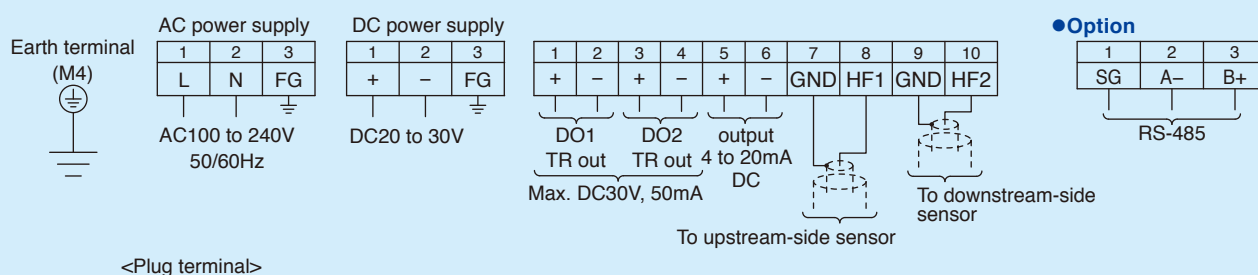 AC power supply
DC power supply
●Option
Earth terminal
(M4)
1 2 3
L N FG
AC100 to 240V
50/60Hz
1 2 3
+ − FG
DC20 to 30V
1 2 3 4 5 6 7 8 9 10
+ − + − + − GND HF1 GND HF2
DO1
TR out
DO2
TR out
Max. DC30V, 50mA
output
4 to 20mA
DC
To upstream-side sensor
To downstream-side
sensor
1 2 3
SG A− B+
RS-485
<Plug terminal>